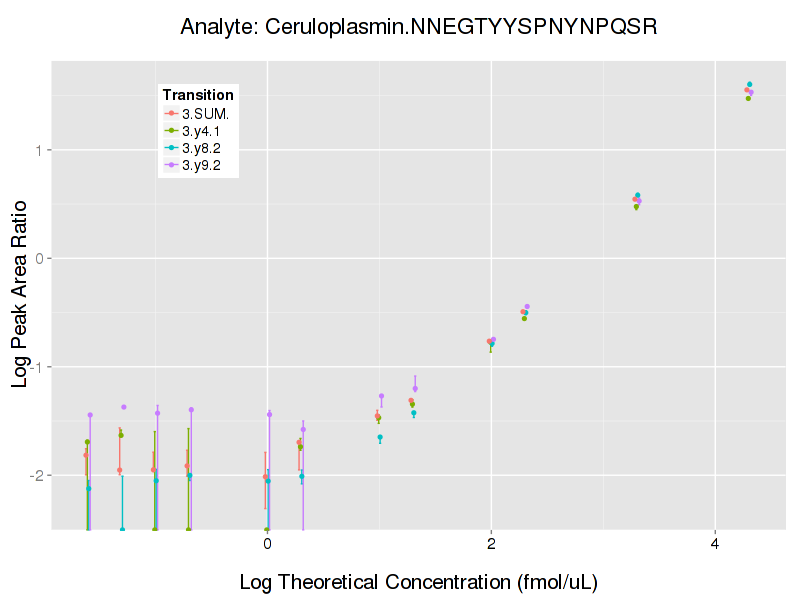 Analyte: Ceruloplasmin.NNEGTYYSPNYNPQSR
Transition
3.SUM.
3.y4.1
3.y8.2
3.y9.2
Log Peak Area Ratio
1
0
-1
-2
0 2 4
Log Theoretical Concentration (fmol/uL)